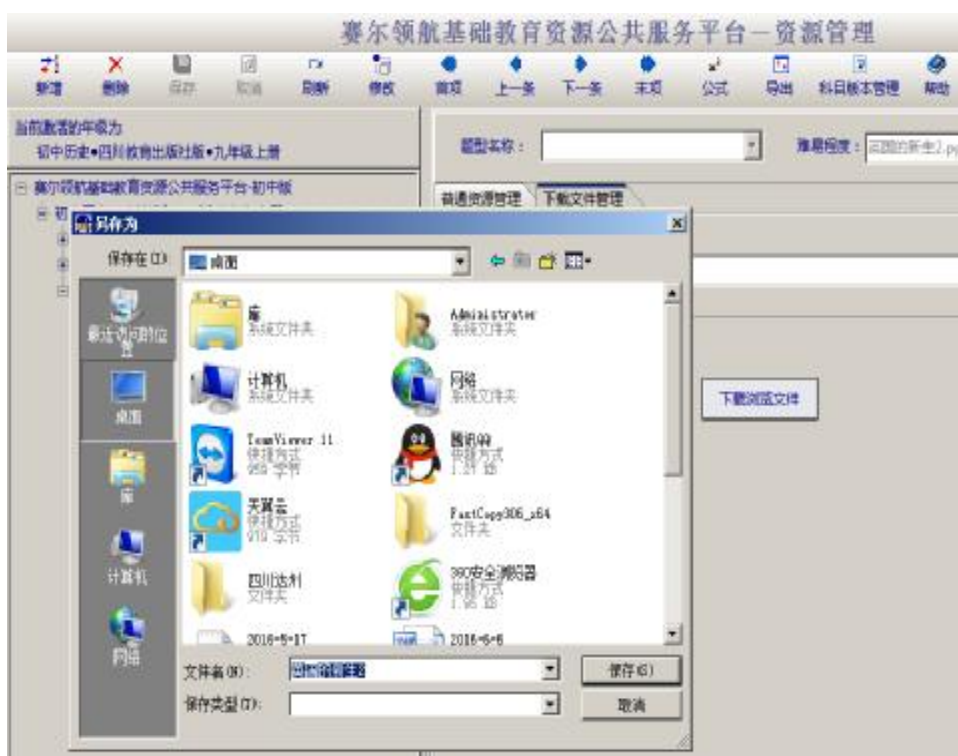 赛尔领航基础教育资源公共服务平台—资源管理
新增 删除 保存 取消 刷新 修改 首项 上一条 下一条 末项 公式 导出 科目版本管理 帮助
当前激活的年级为
初中历史●四川教育出版社版●九年级上册
题型名称：
难易程度：
赛尔领航基础教育资源公共服务平台-初中版
普通资源管理 下载文件管理
初
另存为
保存在(I): 桌面
最近访问的位置
桌面
库
计算机
网络
库
系统文件夹
Administrator
系统文件夹
计算机
系统文件夹
网络
系统文件夹
TeamViewer 11
快捷方式
959 字节
腾讯QQ
快捷方式
天翼云
快捷方式
919 字节
FastCopy306_x64
文件夹
四川达州
文件夹
360安全浏览器
快捷方式
2016-5-17
2016-6-6
文件名(N):
保存(S)
保存类型(T):
取消
下载浏览文件